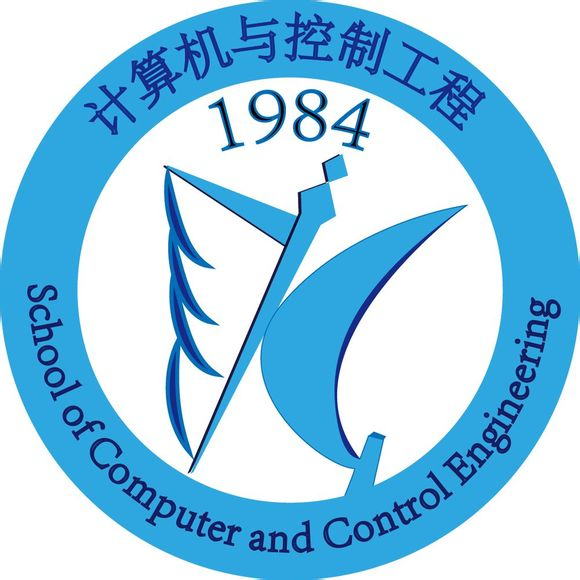 计算机与控制工程
1984
School of Computer and Control Engineering